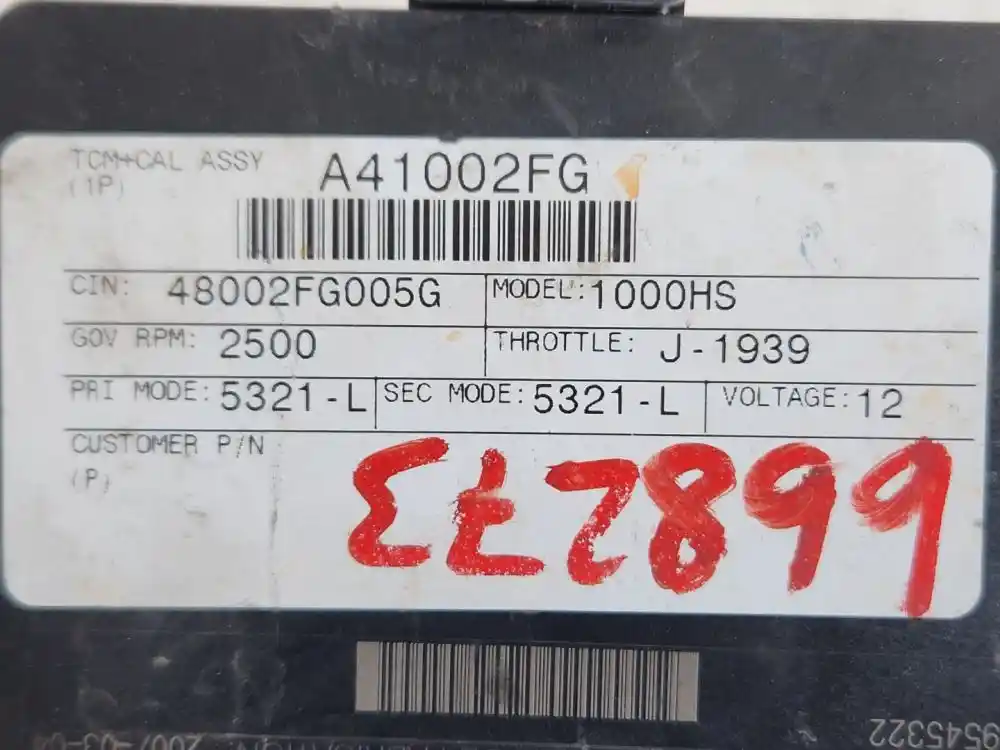 TCM+CAL ASSY A41002FG
(1P)
CIN: 48002FG005G MODEL: 1000HS
GOV RPM: 2500 THROTTLE: J-1939
PRI MODE: 5321-L SEC MODE: 5321-L VOLTAGE: 12
CUSTOMER P/N
(P)
668273